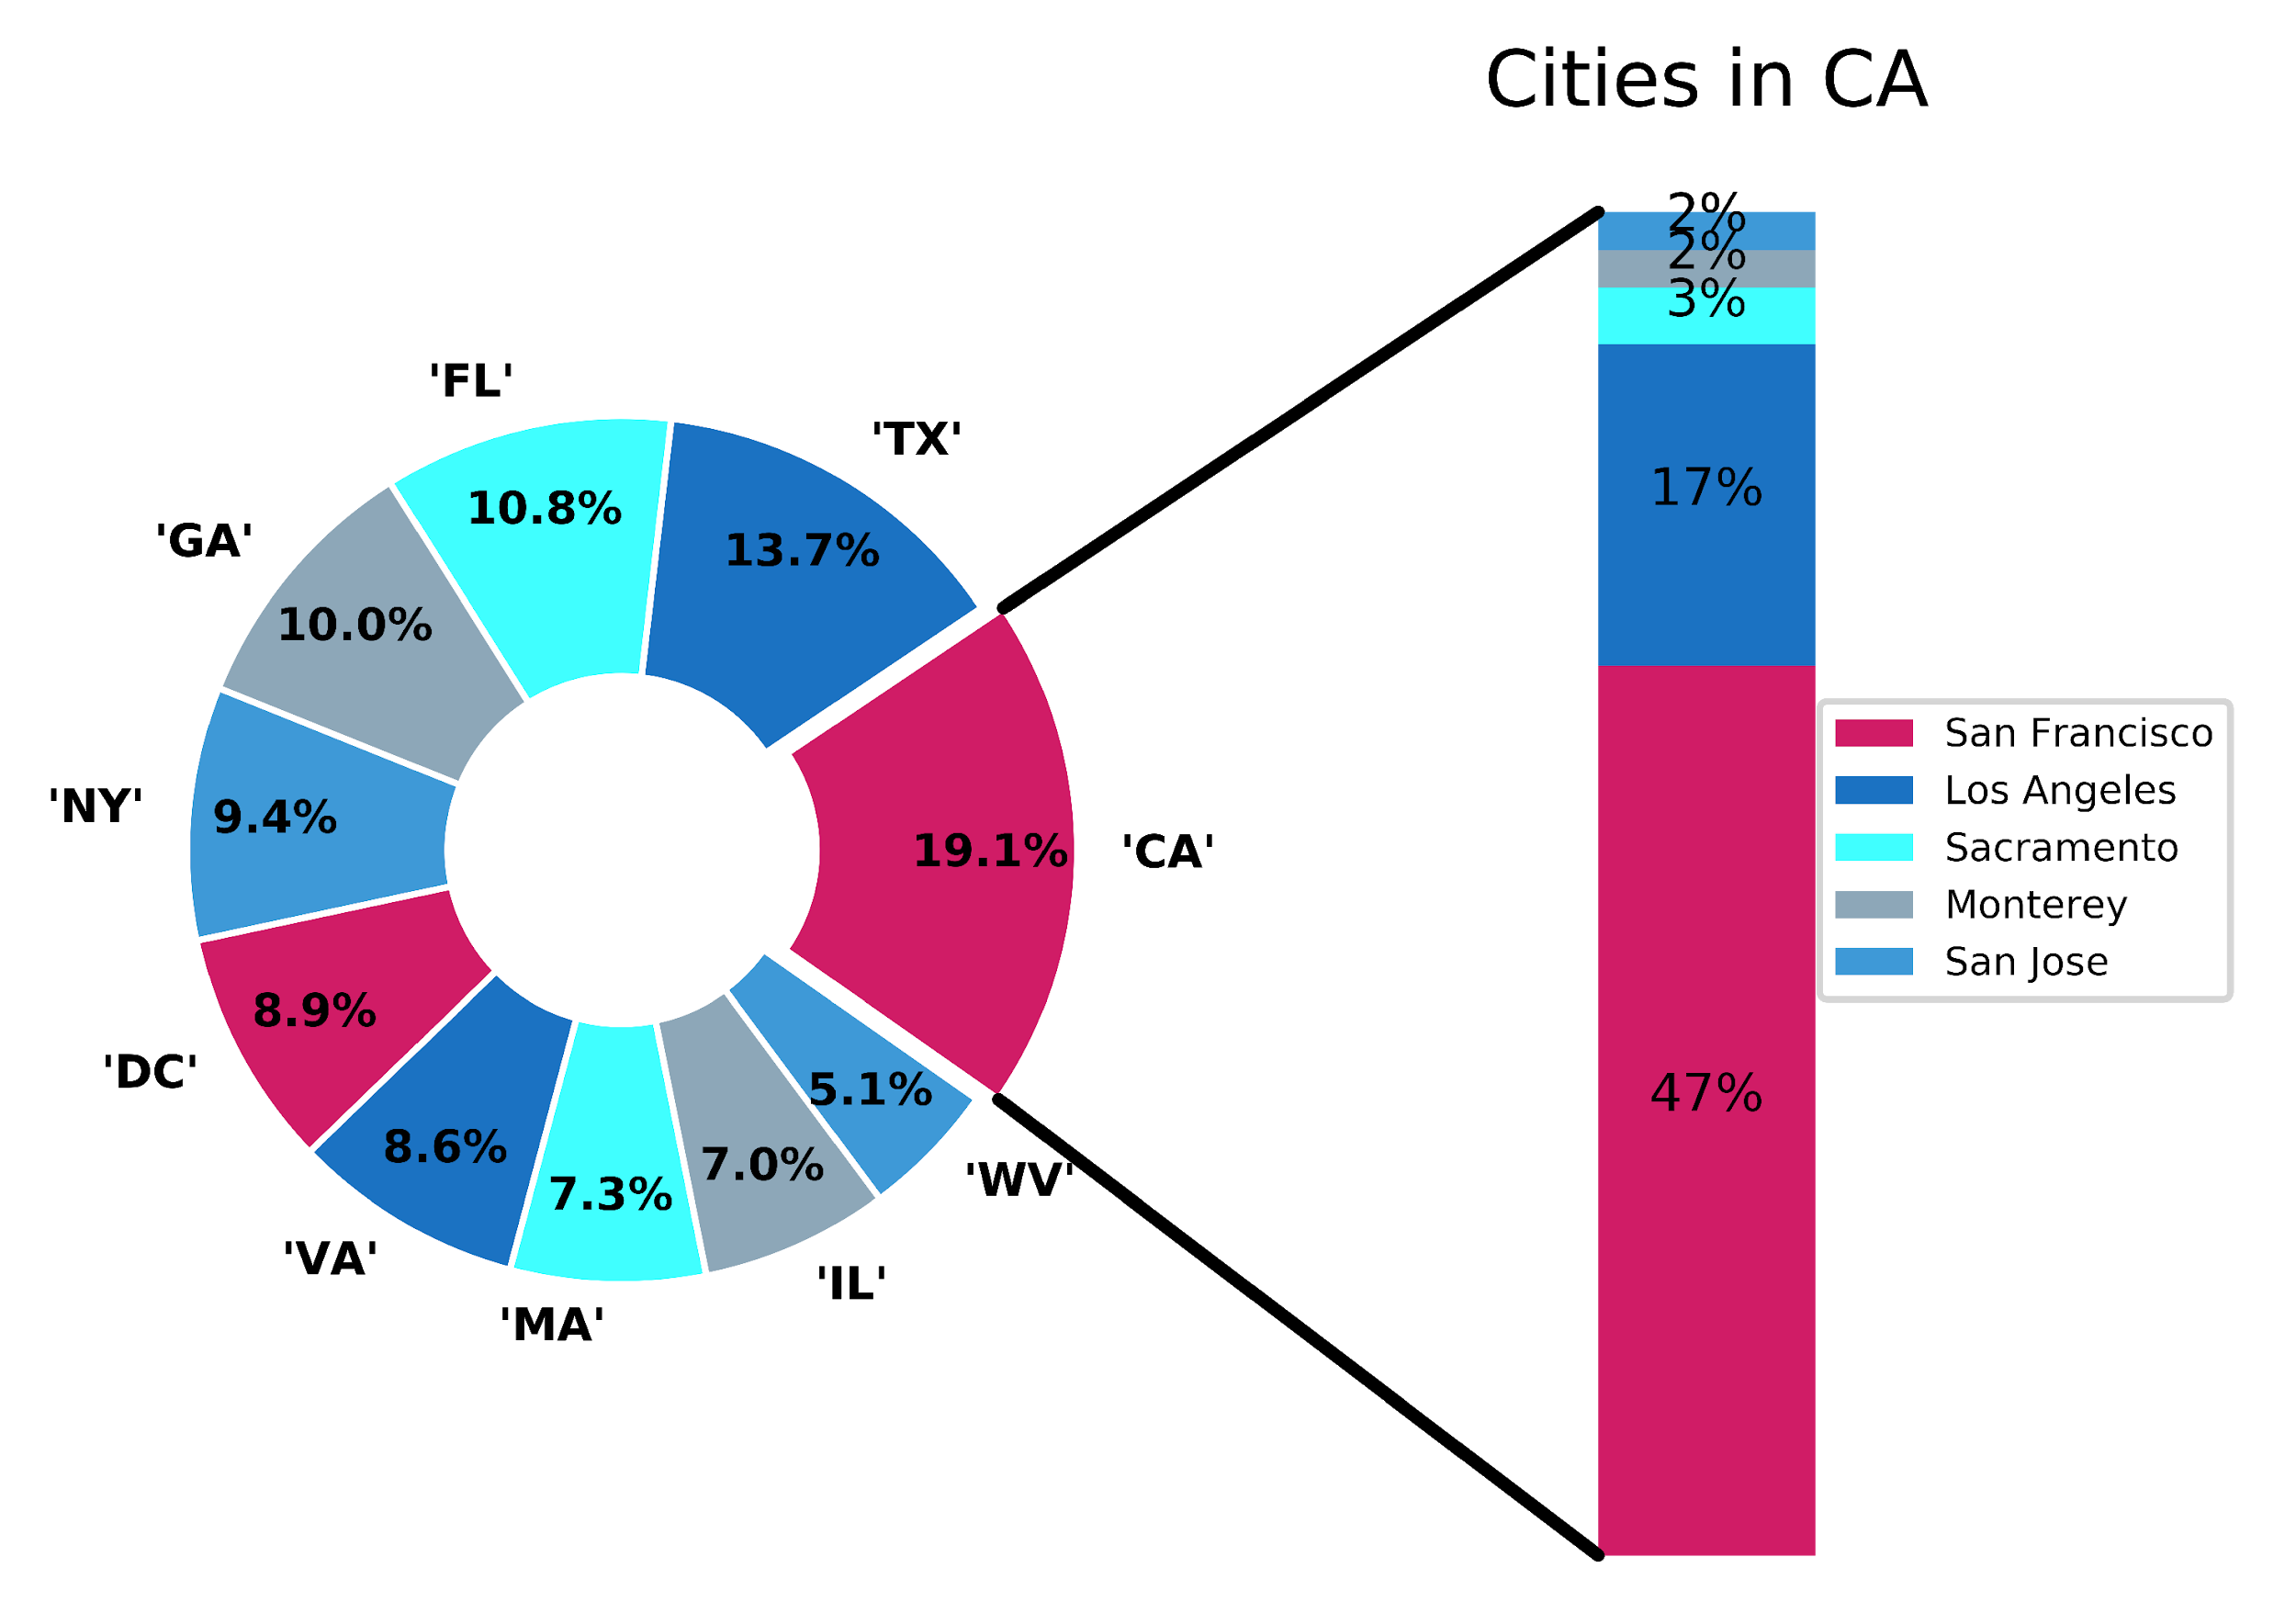 Cities in CA
2%
2%
3%
17%
47%
'FL'
'TX'
10.8%
13.7%
'GA'
10.0%
'NY'
9.4%
19.1%
'CA'
8.9%
'DC'
5.1%
8.6%
7.0%
7.3%
'WV'
'VA'
'IL'
'MA'
San Francisco
Los Angeles
Sacramento
Monterey
San Jose